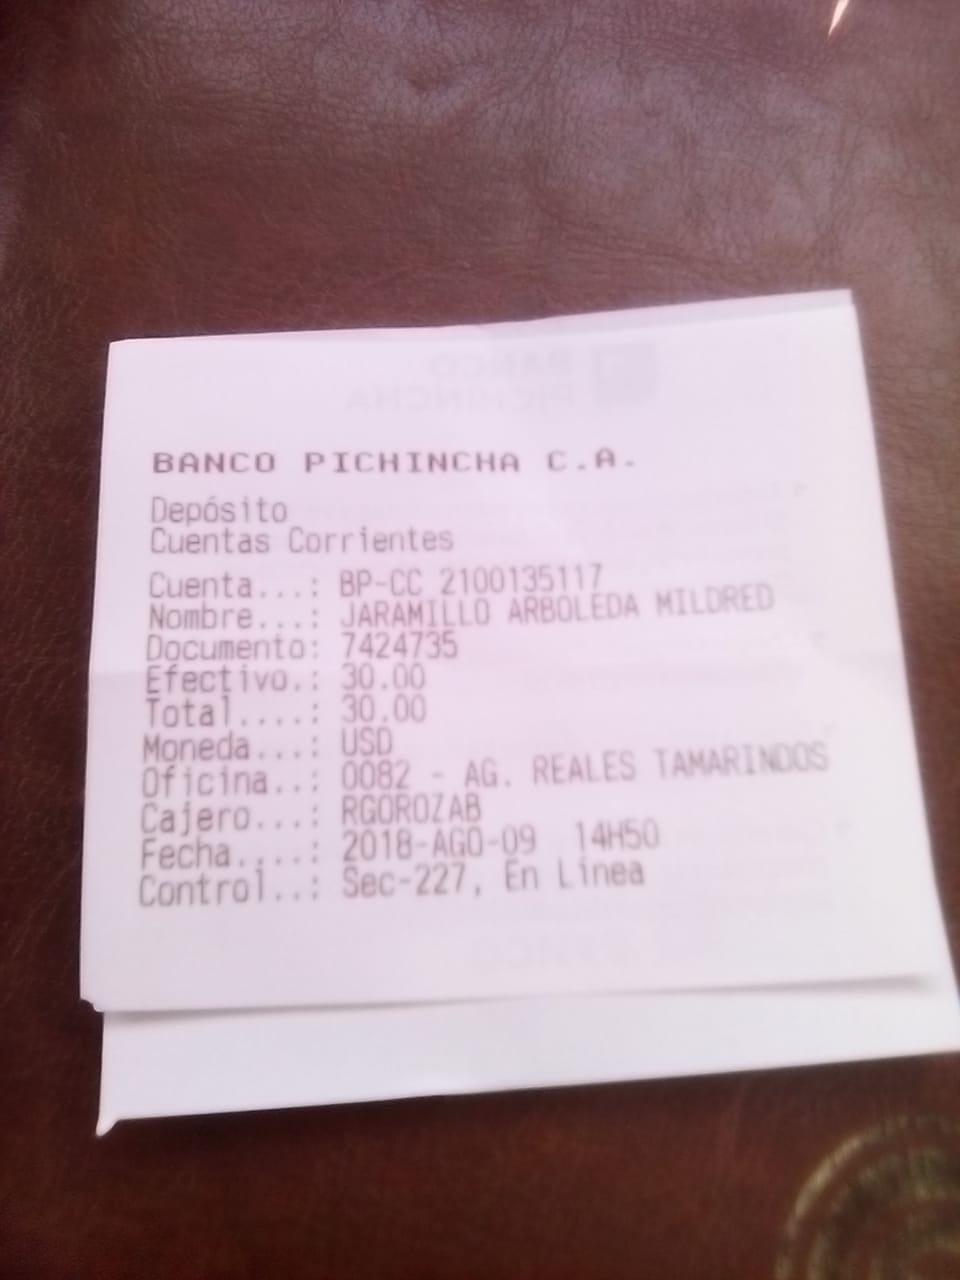 BANCO PICHINCHA C.A.
Depósito
Cuentas Corrientes
Cuenta...: BP-CC 2100135117
Nombre...: JARAMILLO ARBOLEDA MILDRED
Documento: 7424735
Efectivo.: 30.00
Total....: 30.00
Moneda...: USD
Oficina..: 0082 - AG. REALES TAMARINDOS
Cajero...: RGOROZAB
Fecha....: 2018-AGO-09 14H50
Control..: Sec-227, En Línea